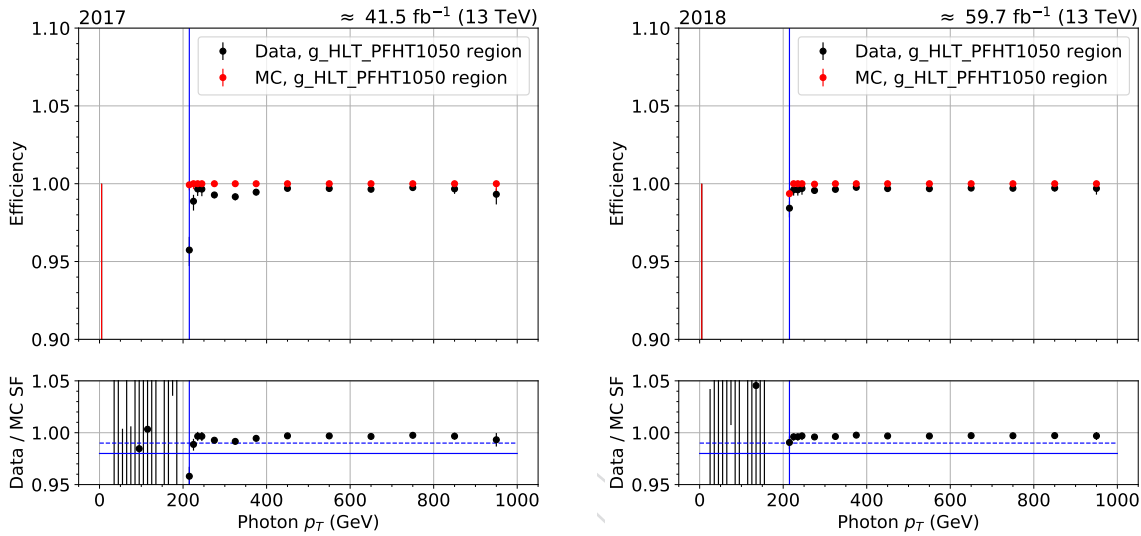 2017 ≈ 41.5 fb⁻¹ (13 TeV)
Data, g_HLT_PFHT1050 region
MC, g_HLT_PFHT1050 region
Efficiency
1.10
1.05
1.00
0.95
0.90
Data / MC SF
1.05
1.00
0.95
0 200 400 600 800 1000
Photon p_T (GeV)
2018 ≈ 59.7 fb⁻¹ (13 TeV)
Data, g_HLT_PFHT1050 region
MC, g_HLT_PFHT1050 region
Efficiency
1.10
1.05
1.00
0.95
0.90
Data / MC SF
1.05
1.00
0.95
0 200 400 600 800 1000
Photon p_T (GeV)